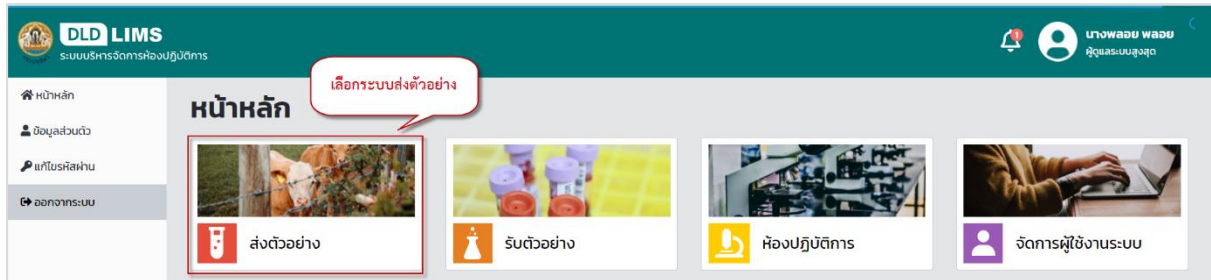 DLD LIMS
ระบบบริหารจัดการห้องปฏิบัติการ
1
นางพลอย พลอย
ผู้ดูแลระบบสูงสุด
หน้าหลัก
ข้อมูลส่วนตัว
แก้ไขรหัสผ่าน
ออกจากระบบ
เลือกระบบส่งตัวอย่าง
หน้าหลัก
ส่งตัวอย่าง
รับตัวอย่าง
ห้องปฏิบัติการ
จัดการผู้ใช้งานระบบ